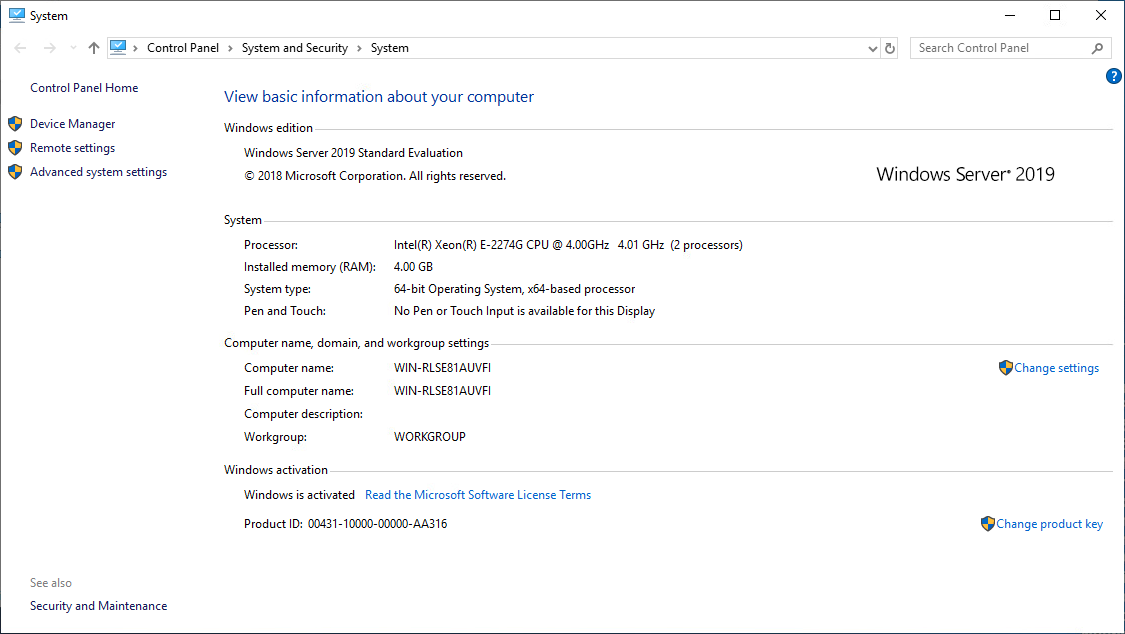 System
Control Panel › System and Security › System
Search Control Panel
?
Control Panel Home
Device Manager
Remote settings
Advanced system settings
View basic information about your computer
Windows edition
Windows Server 2019 Standard Evaluation
© 2018 Microsoft Corporation. All rights reserved.
Windows Server® 2019
System
Processor: Intel(R) Xeon(R) E-2274G CPU @ 4.00GHz 4.01 GHz (2 processors)
Installed memory (RAM): 4.00 GB
System type: 64-bit Operating System, x64-based processor
Pen and Touch: No Pen or Touch Input is available for this Display
Computer name, domain, and workgroup settings
Computer name: WIN-RLSE81AUVFI Change settings
Full computer name: WIN-RLSE81AUVFI
Computer description:
Workgroup: WORKGROUP
Windows activation
Windows is activated Read the Microsoft Software License Terms
Product ID: 00431-10000-00000-AA316 Change product key
See also
Security and Maintenance